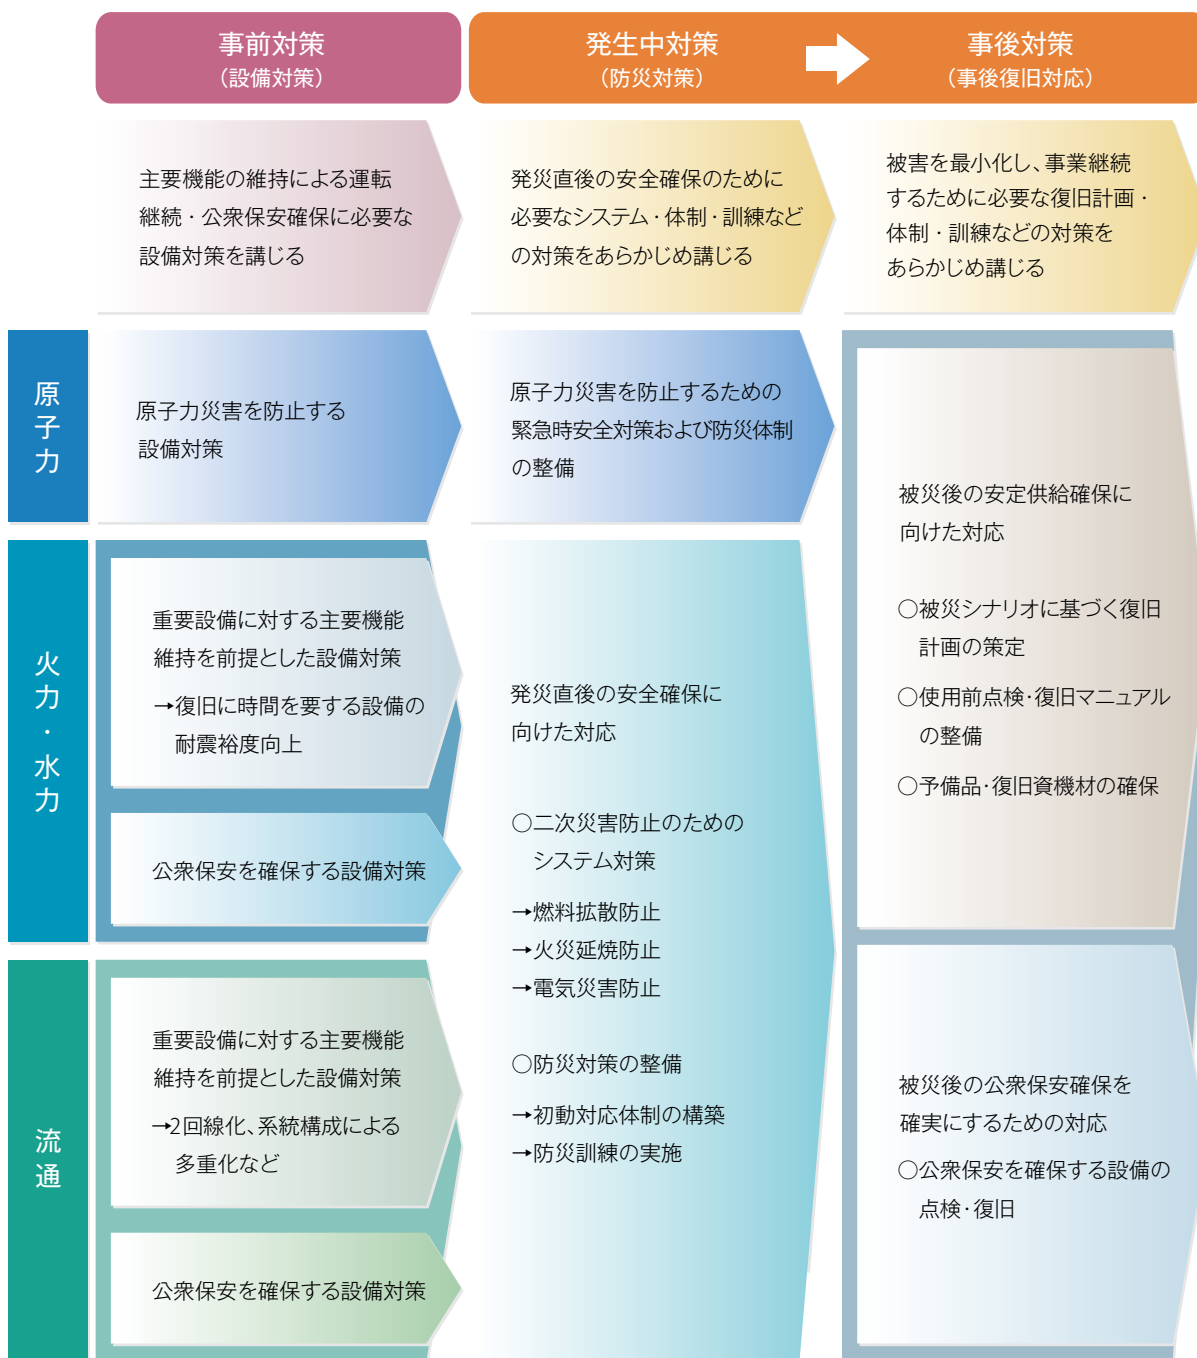 事前対策
（設備対策）
発生中対策
（防災対策）
事後対策
（事後復旧対応）
主要機能の維持による運転
継続・公衆保安確保に必要な
設備対策を講じる
発災直後の安全確保のために
必要なシステム・体制・訓練など
の対策をあらかじめ講じる
被害を最小化し、事業継続
するために必要な復旧計画・
体制・訓練などの対策を
あらかじめ講じる
原子力
原子力災害を防止する
設備対策
原子力災害を防止するための
緊急時安全対策および防災体制
の整備
火力・水力
重要設備に対する主要機能
維持を前提とした設備対策
→復旧に時間を要する設備の
耐震裕度向上
公衆保安を確保する設備対策
流通
重要設備に対する主要機能
維持を前提とした設備対策
→2回線化、系統構成による
多重化など
公衆保安を確保する設備対策
発災直後の安全確保に
向けた対応
○二次災害防止のための
システム対策
→燃料拡散防止
→火災延焼防止
→電気災害防止
○防災対策の整備
→初動対応体制の構築
→防災訓練の実施
被災後の安定供給確保に
向けた対応
○被災シナリオに基づく復旧
計画の策定
○使用前点検・復旧マニュアル
の整備
○予備品・復旧資機材の確保
被災後の公衆保安確保を
確実にするための対応
○公衆保安を確保する設備の
点検・復旧